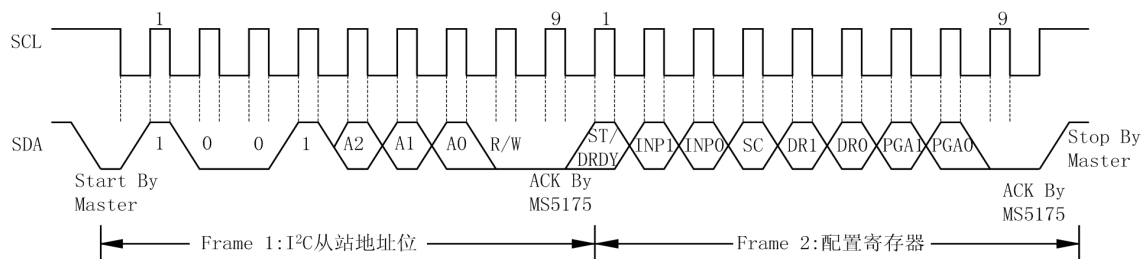 1 9 1 9
SCL
SDA 1 0 0 1 A2 A1 A0 R/W ST/DRDY INP1 INP0 SC DR1 DR0 PGA1 PGA0 Stop By Master
Start By Master
ACK By MS5175
ACK By MS5175
Frame 1:I²C从站地址位 Frame 2:配置寄存器